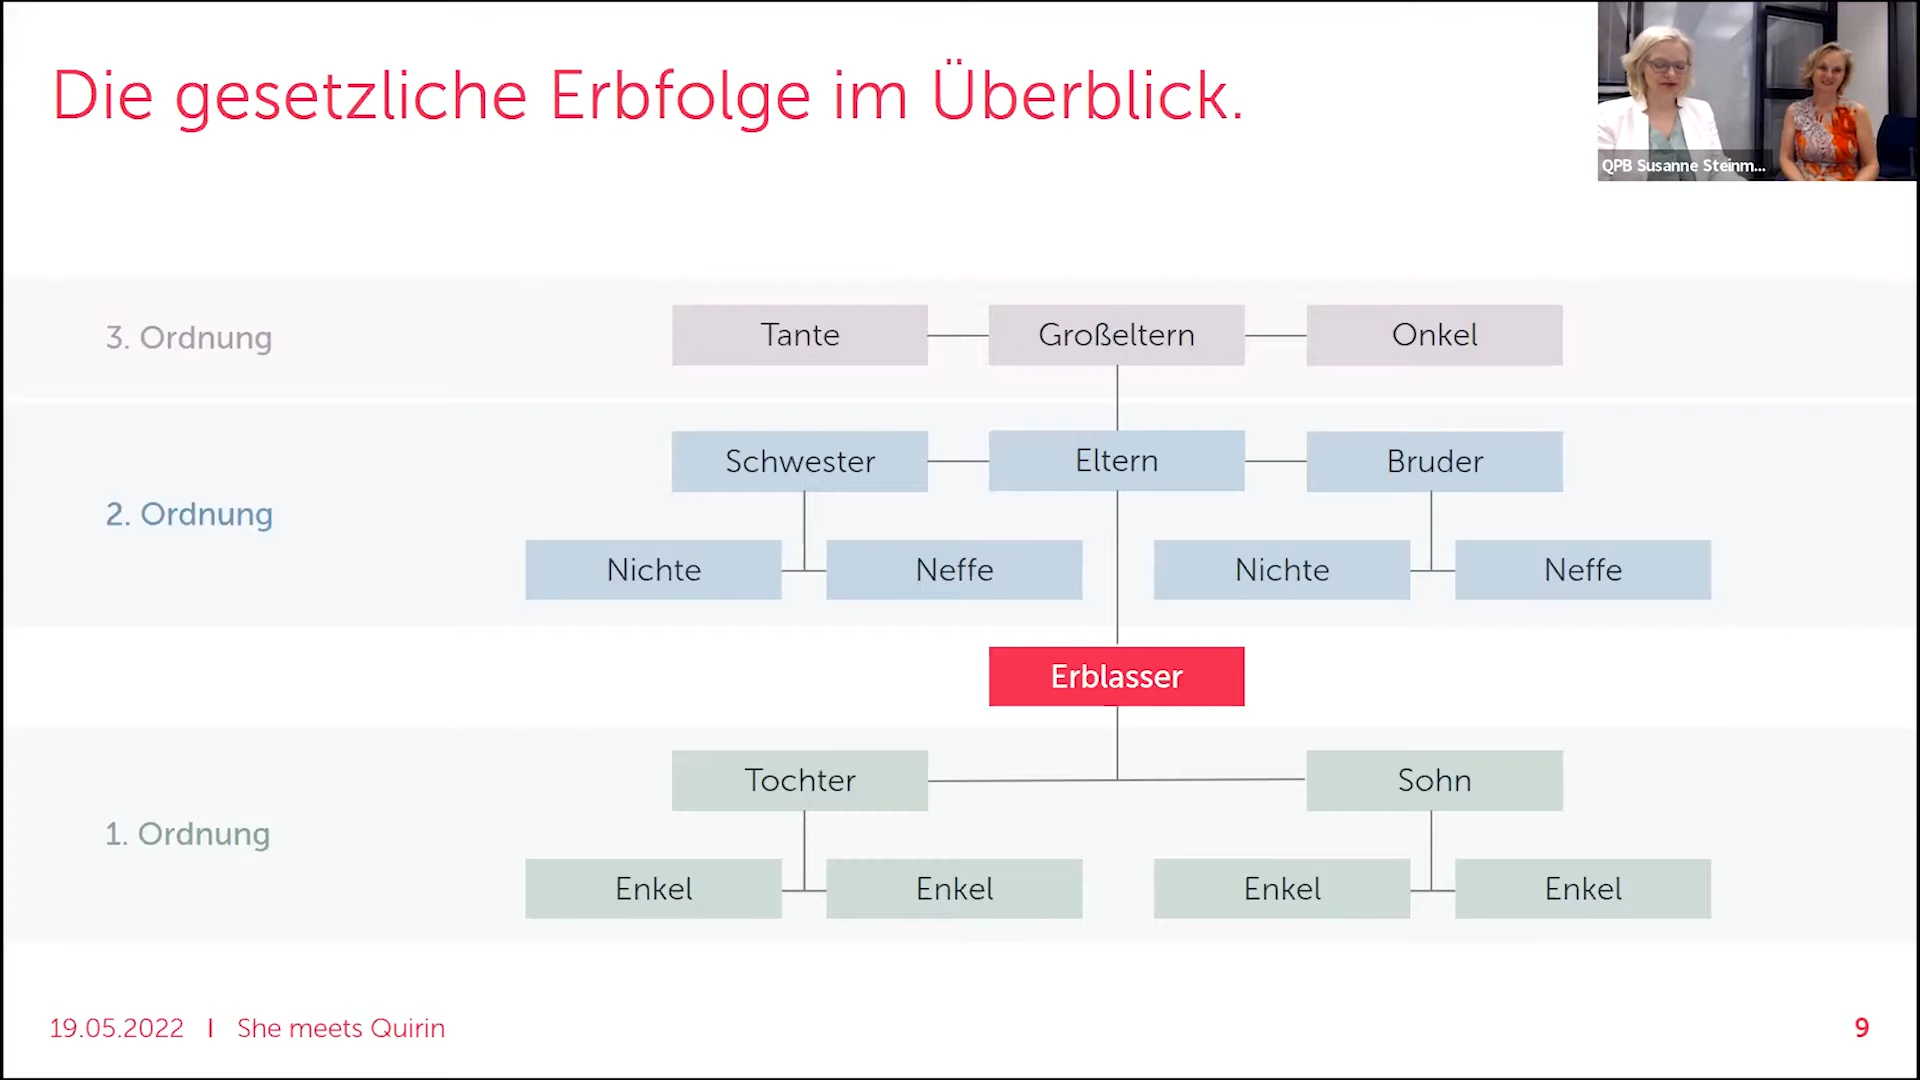 Die gesetzliche Erbfolge im Überblick.
QPB Susanne Steinm...
3. Ordnung
Tante
Großeltern
Onkel
2. Ordnung
Schwester
Eltern
Bruder
Nichte
Neffe
Nichte
Neffe
Erblasser
1. Ordnung
Tochter
Sohn
Enkel
Enkel
Enkel
Enkel
19.05.2022 | She meets Quirin
9